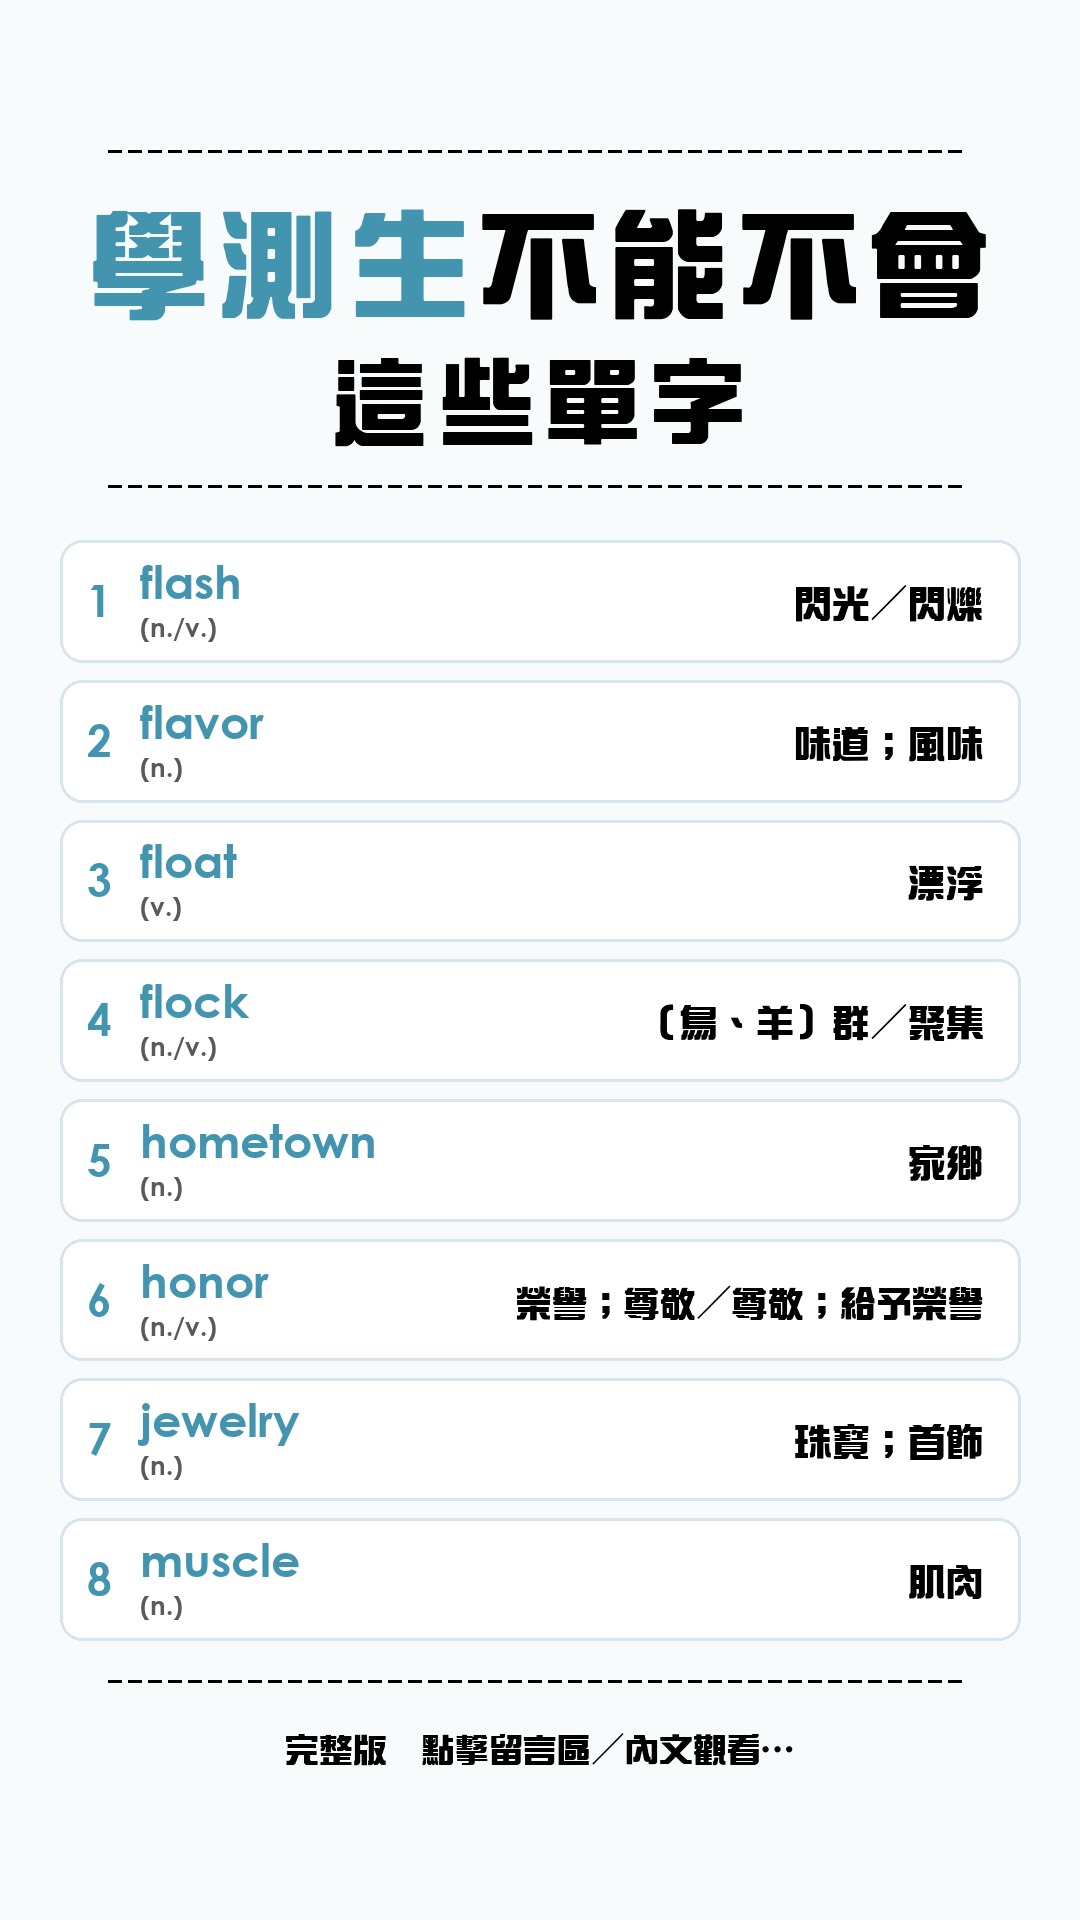 學測生不能不會
這些單字
1 flash 閃光／閃爍
(n./v.)
2 flavor 味道；風味
(n.)
3 float 漂浮
(v.)
4 flock （鳥、羊）群／聚集
(n./v.)
5 hometown 家鄉
(n.)
6 honor 榮譽；尊敬／尊敬；給予榮譽
(n./v.)
7 jewelry 珠寶；首飾
(n.)
8 muscle 肌肉
(n.)
完整版　點擊留言區／內文觀看…